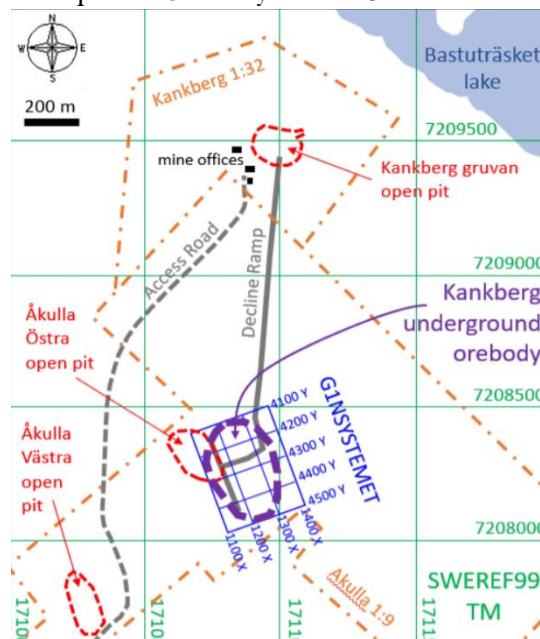 N
W
E
S
200 m
Kankberg 1:32
Bastuträsket
lake
7209500
mine offices
Kankberg gruvan
open pit
Access Road
Decline Ramp
7209000
Åkulla
Östra
open pit
Kankberg
underground
orebody
7208500
G1NSYSTEMET
4100 Y
4200 Y
4300 Y
4400 Y
4500 Y
Åkulla
Västra
open
pit
1100 X
1200 X
1300 X
1400 X
7208000
Åkulla 1:9
SWEREF99
TM
1710
1710
1711
1711